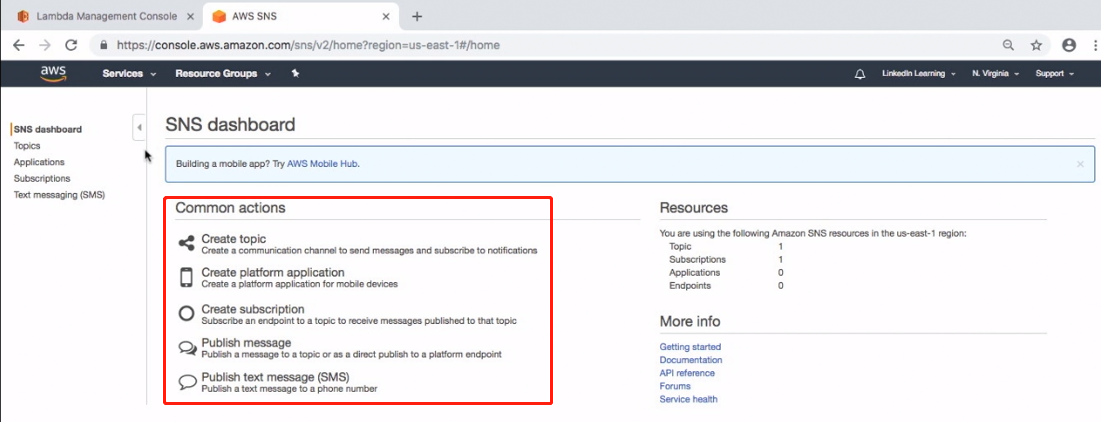 Lambda Management Console
AWS SNS
https://console.aws.amazon.com/sns/v2/home?region=us-east-1#/home
aws
Services
Resource Groups
LinkedIn Learning
N. Virginia
Support
SNS dashboard
Topics
Applications
Subscriptions
Text messaging (SMS)
SNS dashboard
Building a mobile app? Try AWS Mobile Hub.
Common actions
Create topic
Create a communication channel to send messages and subscribe to notifications
Create platform application
Create a platform application for mobile devices
Create subscription
Subscribe an endpoint to a topic to receive messages published to that topic
Publish message
Publish a message to a topic or as a direct publish to a platform endpoint
Publish text message (SMS)
Publish a text message to a phone number
Resources
You are using the following Amazon SNS resources in the us-east-1 region:
Topic 1
Subscriptions 1
Applications 0
Endpoints 0
More info
Getting started
Documentation
API reference
Forums
Service health